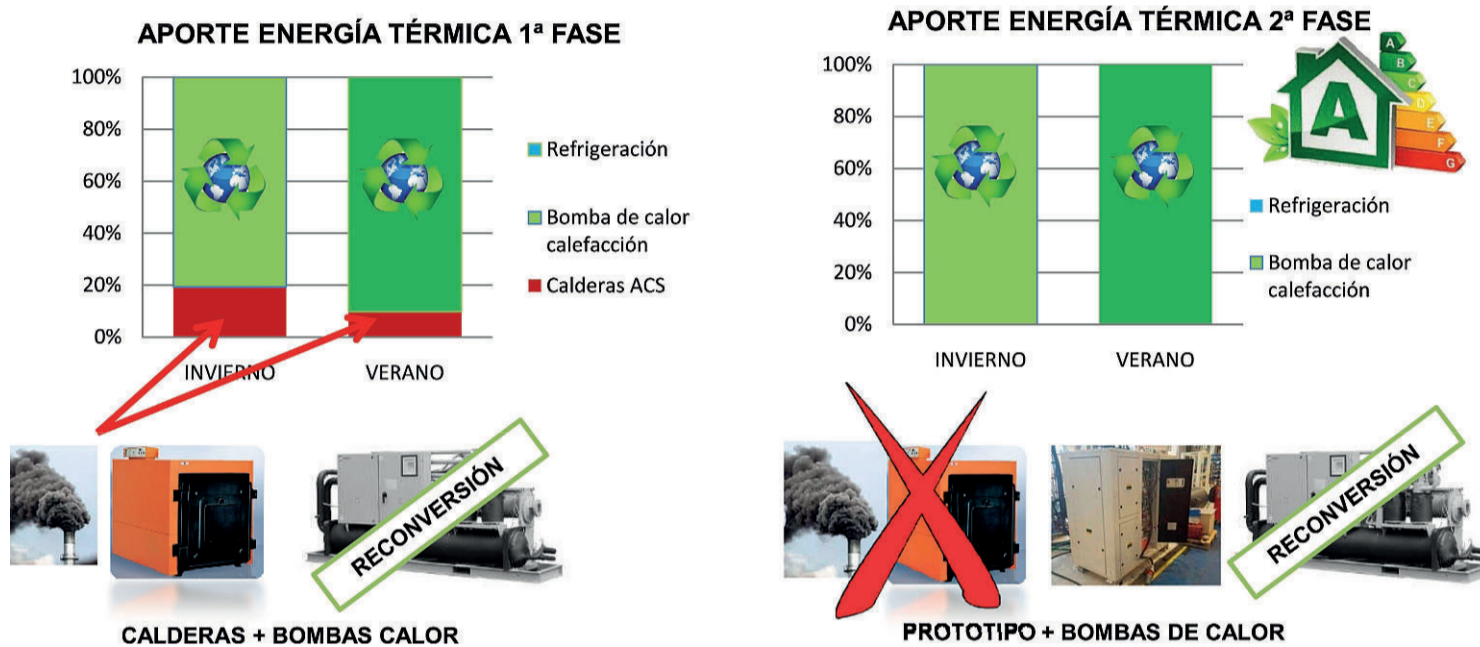 APORTE ENERGÍA TÉRMICA 1ª FASE
100%
80%
60%
40%
20%
0%
INVIERNO
VERANO
Refrigeración
Bomba de calor
calefacción
Calderas ACS
RECONVERSIÓN
CALDERAS + BOMBAS CALOR
APORTE ENERGÍA TÉRMICA 2ª FASE
100%
80%
60%
40%
20%
0%
INVIERNO
VERANO
A
A
B
C
D
E
F
G
Refrigeración
Bomba de calor
calefacción
RECONVERSIÓN
PROTOTIPO + BOMBAS DE CALOR